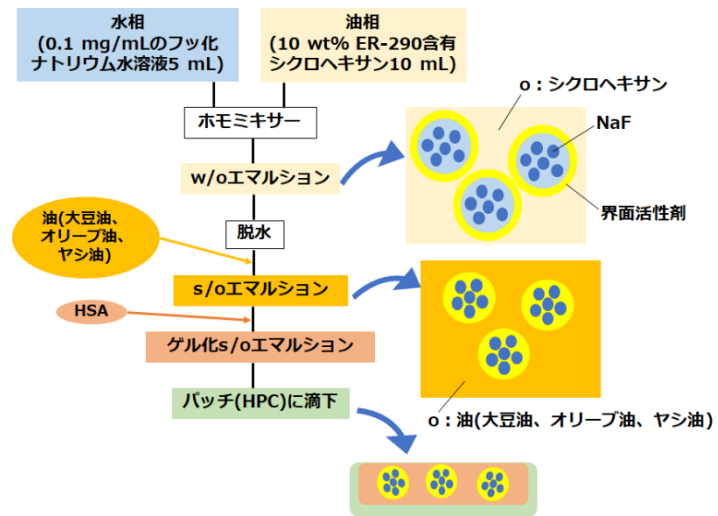 水相
(0.1 mg/mLのフッ化
ナトリウム水溶液5 mL)
油相
(10 wt% ER-290含有
シクロヘキサン10 mL)
ホモミキサー
o：シクロヘキサン
NaF
w/oエマルション
界面活性剤
油(大豆油、
オリーブ油、
ヤシ油)
脱水
s/oエマルション
HSA
ゲル化s/oエマルション
パッチ(HPC)に滴下
o：油(大豆油、オリーブ油、ヤシ油)